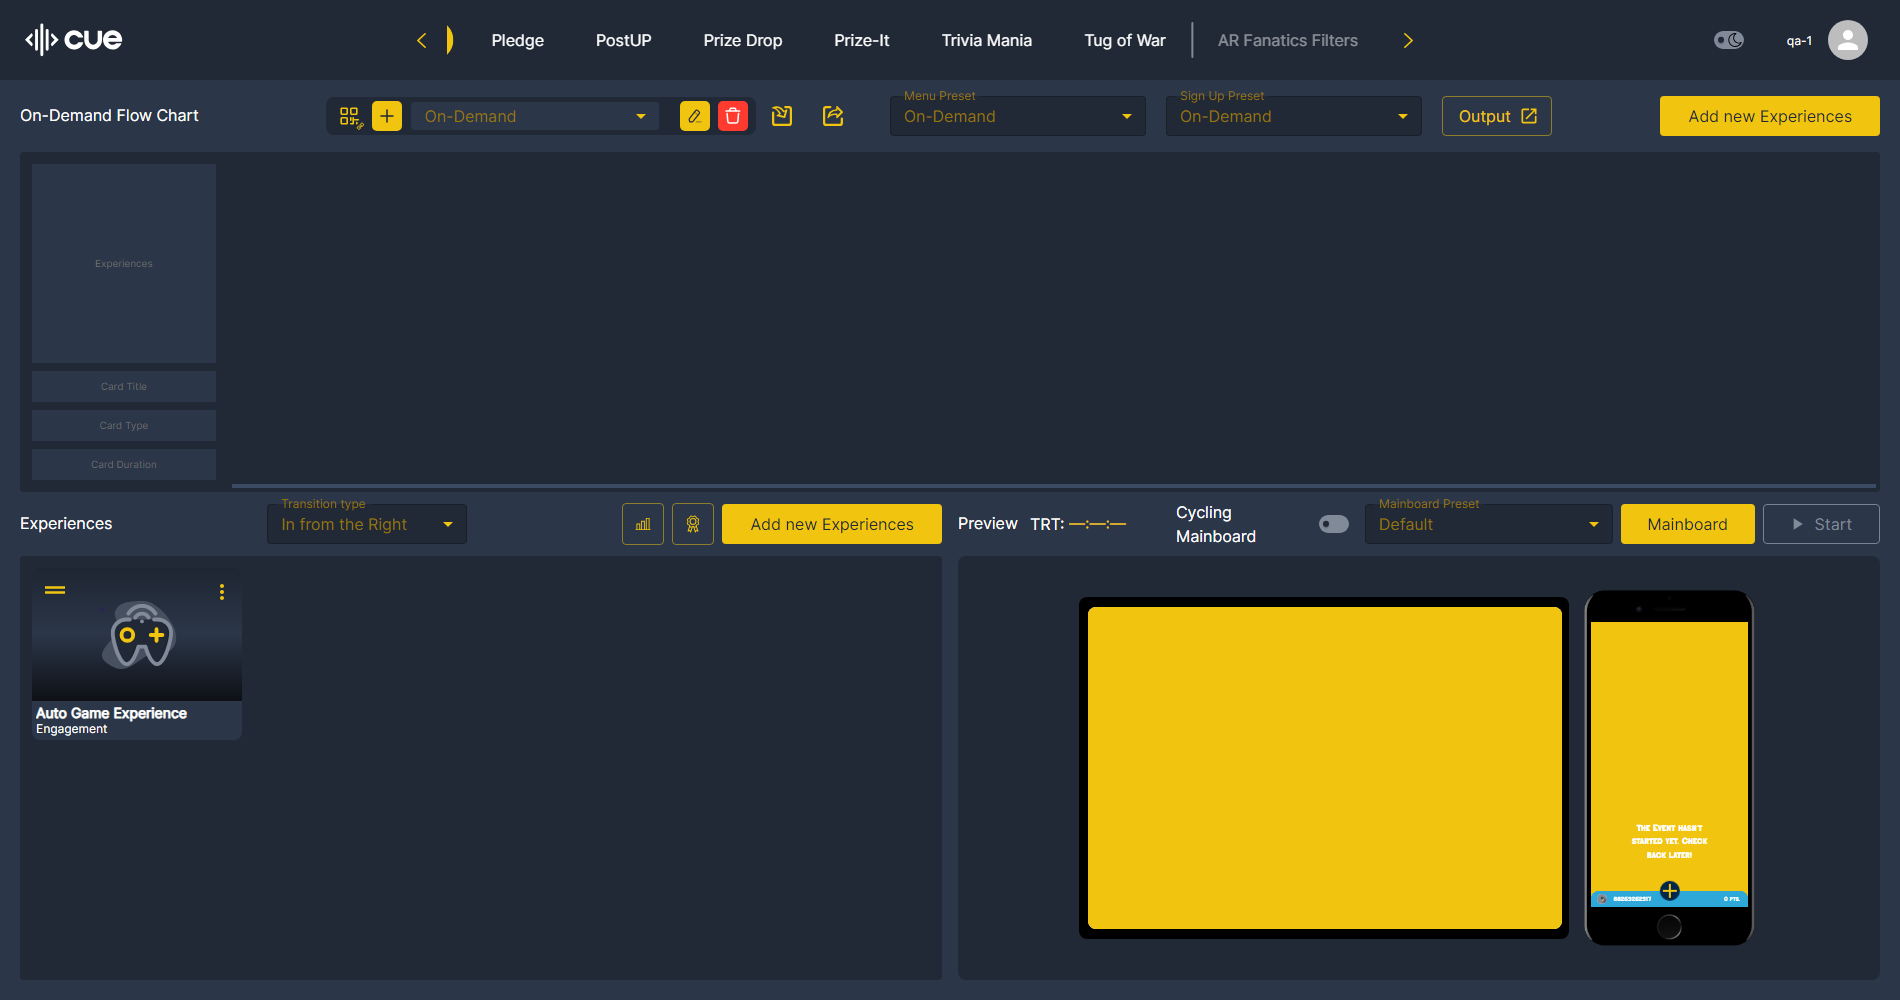 cue
Pledge
PostUP
Prize Drop
Prize-It
Trivia Mania
Tug of War
AR Fanatics Filters
qa-1
On-Demand Flow Chart
On-Demand
Menu Preset
On-Demand
Sign Up Preset
On-Demand
Output
Add new Experiences
Experiences
Card Title
Card Type
Card Duration
Experiences
Transition type
In from the Right
Add new Experiences
Preview
TRT: —:—:—
Cycling
Mainboard
Mainboard Preset
Default
Mainboard
Start
Auto Game Experience
Engagement
The Event hasn't
started yet. Check
back later!
0 pts.